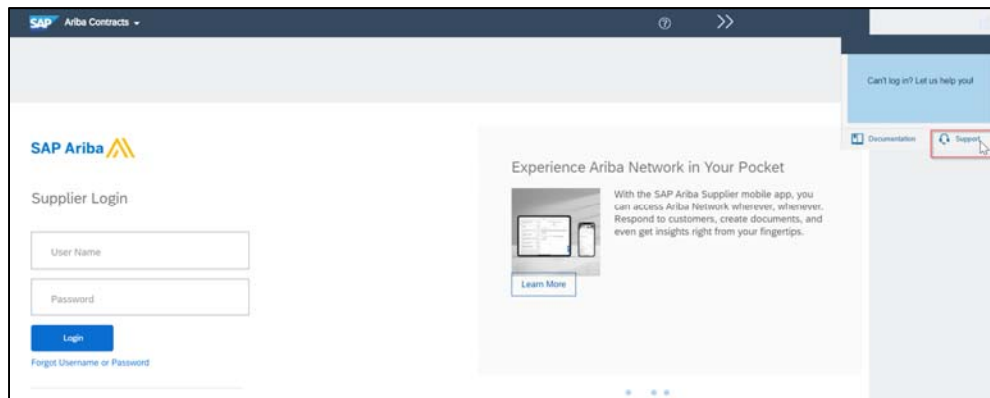 SAP Ariba Contracts
?
Can't log in? Let us help you!
Documentation Support
SAP Ariba
Supplier Login
User Name
Password
Login
Forgot Username or Password
Experience Ariba Network in Your Pocket
With the SAP Ariba Supplier mobile app, you
can access Ariba Network wherever, whenever.
Respond to customers, create documents, and
even get insights right from your fingertips.
Learn More